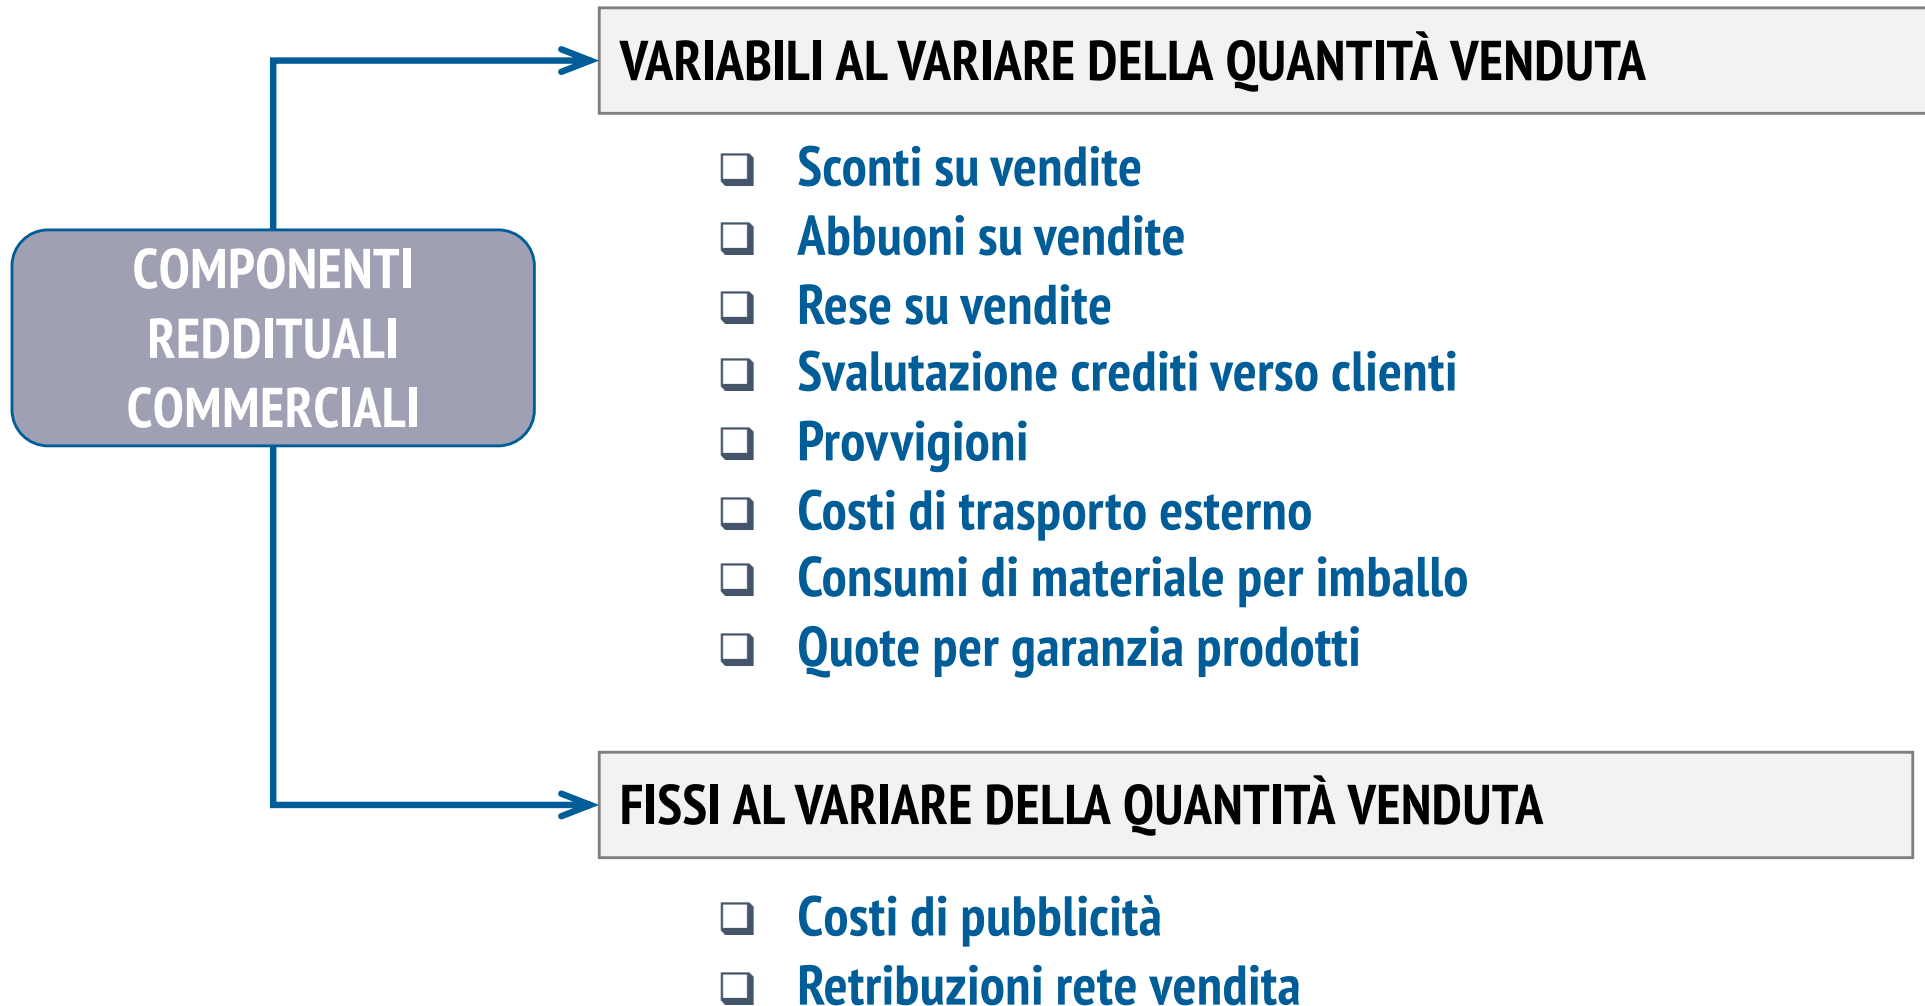 VARIABILI AL VARIARE DELLA QUANTITÀ VENDUTA
Sconti su vendite
Abbuoni su vendite
Rese su vendite
Svalutazione crediti verso clienti
Provvigioni
Costi di trasporto esterno
Consumi di materiale per imballo
Quote per garanzia prodotti
COMPONENTI
REDDITUALI
COMMERCIALI
FISSI AL VARIARE DELLA QUANTITÀ VENDUTA
Costi di pubblicità
Retribuzioni rete vendita